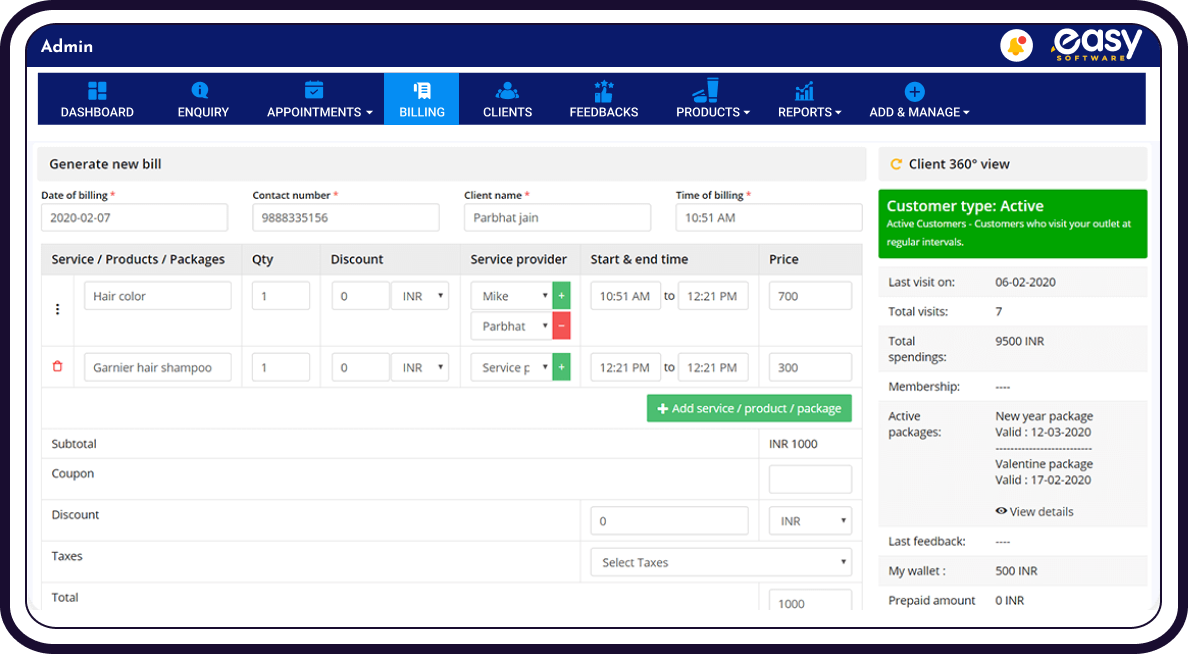 Admin
easy
SOFTWARE
DASHBOARD
ENQUIRY
APPOINTMENTS
BILLING
CLIENTS
FEEDBACKS
PRODUCTS
REPORTS
ADD & MANAGE
Generate new bill
Date of billing * Contact number * Client name * Time of billing *
2020-02-07 9888335156 Parbhat jain 10:51 AM
Service / Products / Packages Qty Discount Service provider Start & end time Price
Hair color 1 0 INR Mike + 10:51 AM to 12:21 PM 700
Parbhat −
Garnier hair shampoo 1 0 INR Service p + 12:21 PM to 12:21 PM 300
+ Add service / product / package
Subtotal INR 1000
Coupon
Discount 0 INR
Taxes Select Taxes
Total 1000
Client 360° view
Customer type: Active
Active Customers - Customers who visit your outlet at
regular intervals.
Last visit on: 06-02-2020
Total visits: 7
Total 9500 INR
spendings:
Membership: ----
Active New year package
packages: Valid : 12-03-2020
--------------------------
Valentine package
Valid : 17-02-2020
View details
Last feedback: ----
My wallet : 500 INR
Prepaid amount 0 INR